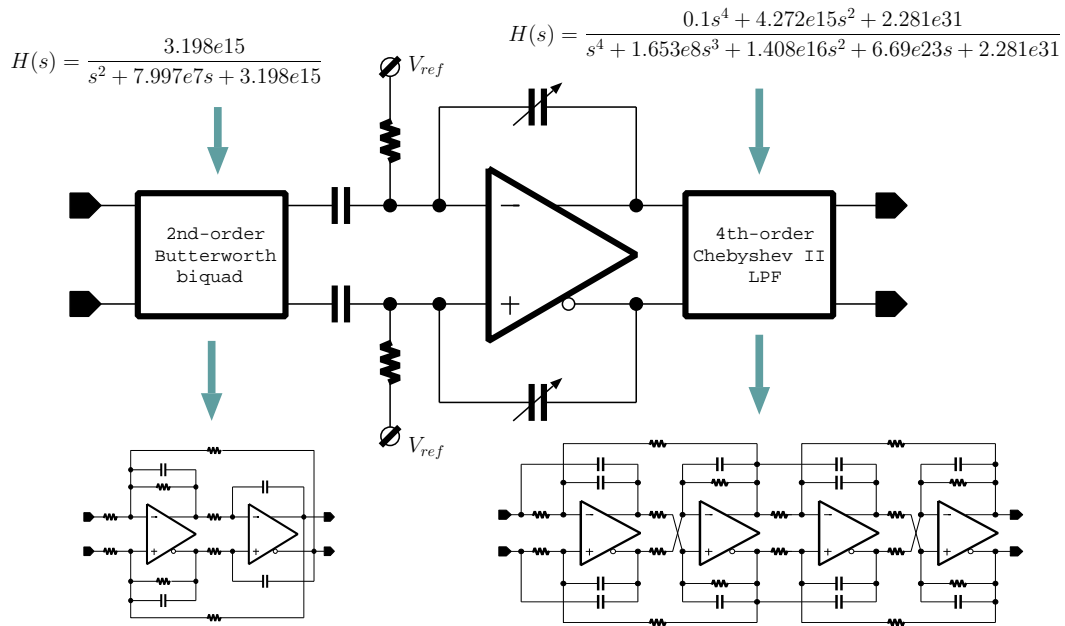 H(s) = 3.198e15 / (s^2 + 7.997e7s + 3.198e15)
H(s) = (0.1s^4 + 4.272e15s^2 + 2.281e31) / (s^4 + 1.653e8s^3 + 1.408e16s^2 + 6.69e23s + 2.281e31)
V_ref
2nd-order
Butterworth
biquad
−
+
4th-order
Chebyshev II
LPF
V_ref
−
+
−
+
−
+
−
+
−
+
−
+